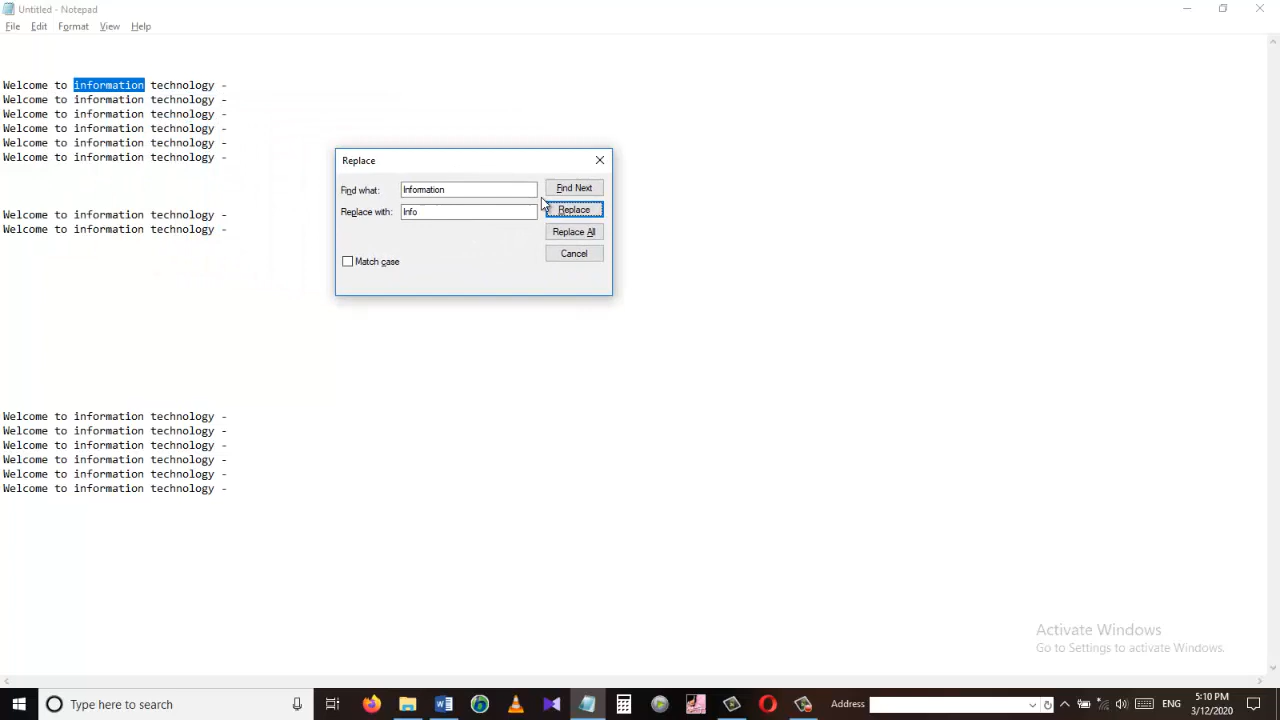 Untitled - Notepad
File Edit Format View Help
Welcome to information technology -
Welcome to information technology -
Welcome to information technology -
Welcome to information technology -
Welcome to information technology -
Welcome to information technology -
Replace
Find what: Information Find Next
Replace with: Info Replace
Replace All
Match case Cancel
Welcome to information technology -
Welcome to information technology -
Welcome to information technology -
Welcome to information technology -
Welcome to information technology -
Welcome to information technology -
Welcome to information technology -
Welcome to information technology -
Activate Windows
Go to Settings to activate Windows.
Type here to search Address ENG 5:10 PM
3/12/2020